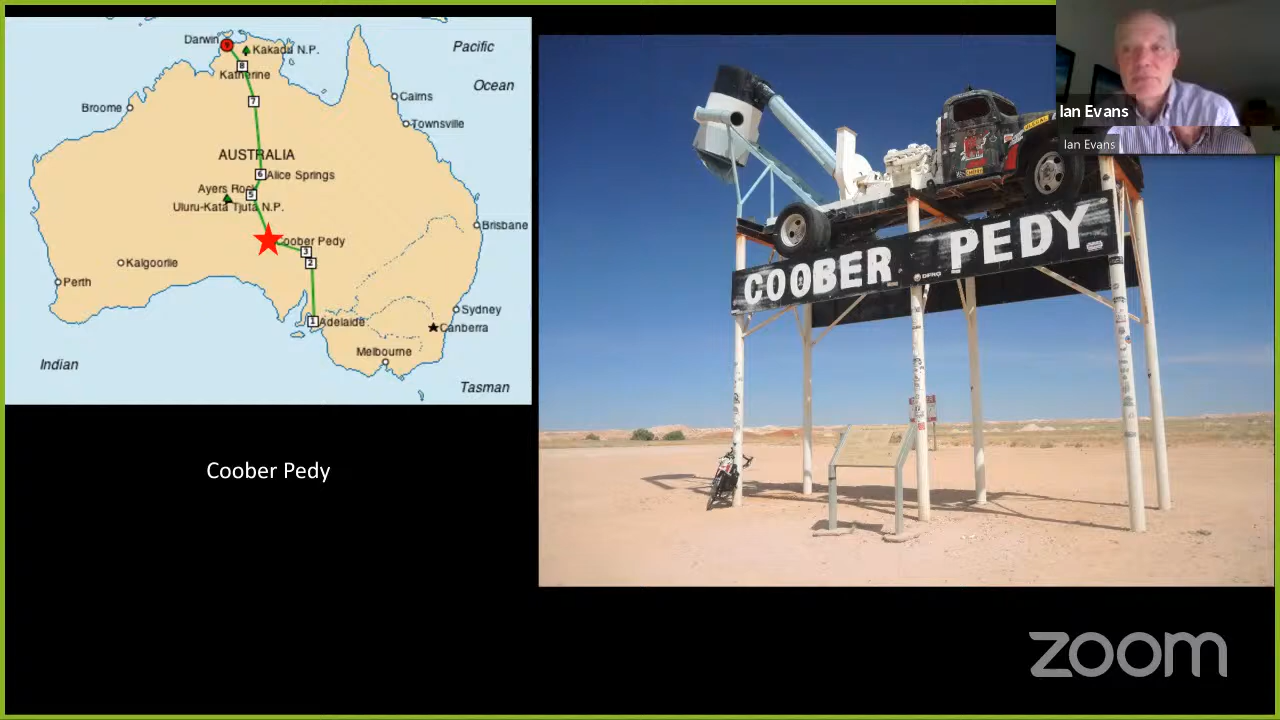 Darwin
9
Kakadu N.P.
Pacific
Ocean
8
Katherine
7
Broome
Cairns
Townsville
AUSTRALIA
6
Alice Springs
Ayers Rock
5
Uluru-Kata Tjuta N.P.
Coober Pedy
3
2
Brisbane
Kalgoorlie
Perth
1
Adelaide
Sydney
Canberra
Melbourne
Indian
Tasman
Coober Pedy
COOBER PEDY
Ian Evans
Ian Evans
zoom